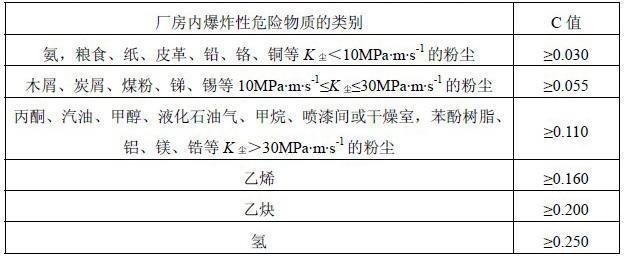 厂房内爆炸性危险物质的类别 C 值
氨，粮食、纸、皮革、铅、铬、铜等 K 尘＜10MPa·m·s⁻¹ 的粉尘 ≥0.030
木屑、炭屑、煤粉、锑、锡等 10MPa·m·s⁻¹≤K 尘≤30MPa·m·s⁻¹ 的粉尘 ≥0.055
丙酮、汽油、甲醇、液化石油气、甲烷、喷漆间或干燥室，苯酚树脂、
铝、镁、锆等 K 尘＞30MPa·m·s⁻¹ 的粉尘 ≥0.110
乙烯 ≥0.160
乙炔 ≥0.200
氢 ≥0.250